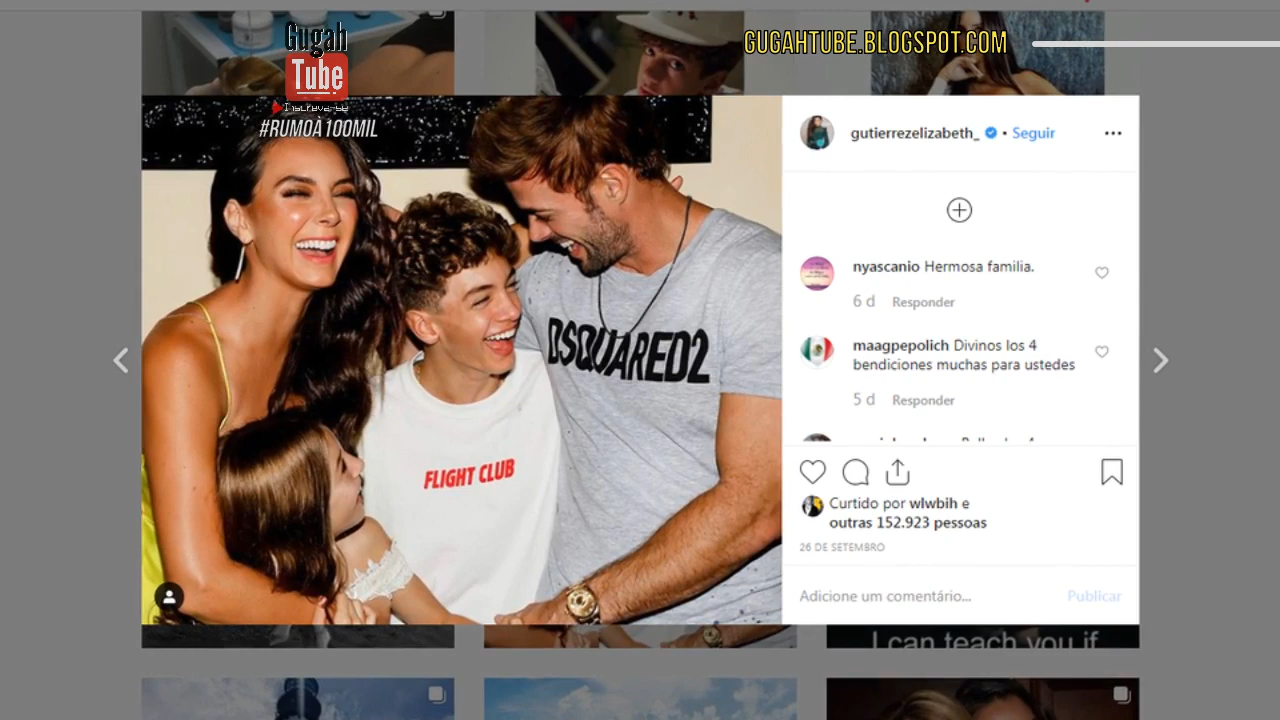 Gugah
Tube
Inscreva-se
#RUMOÀ100MIL
GUGAHTUBE.BLOGSPOT.COM
DSQUARED2
FLIGHT CLUB
gutierrezelizabeth_ • Seguir
nyascanio Hermosa familia.
6 d Responder
maagpepolich Divinos los 4
bendiciones muchas para ustedes
5 d Responder
Curtido por wlwbih e
outras 152.923 pessoas
26 DE SETEMBRO
Adicione um comentário... Publicar
I can teach you if